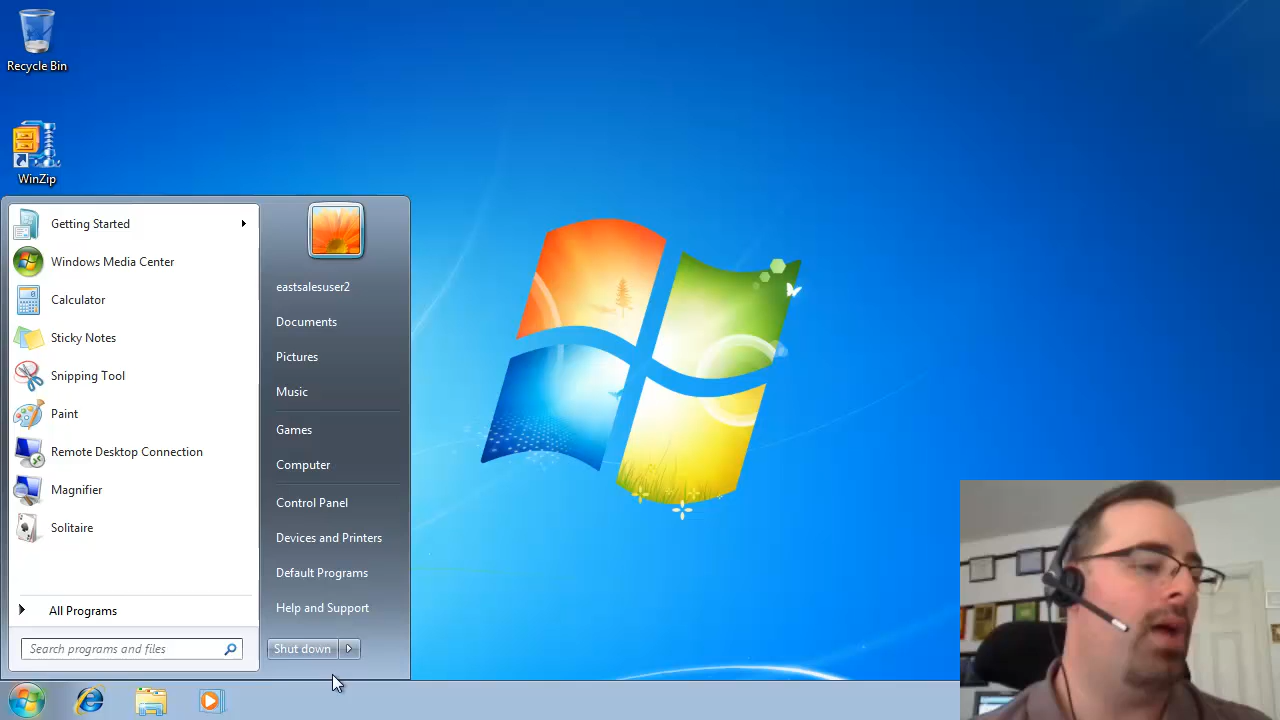 Recycle Bin
WinZip
Getting Started
Windows Media Center
Calculator
Sticky Notes
Snipping Tool
Paint
Remote Desktop Connection
Magnifier
Solitaire
All Programs
Search programs and files
eastsalesuser2
Documents
Pictures
Music
Games
Computer
Control Panel
Devices and Printers
Default Programs
Help and Support
Shut down